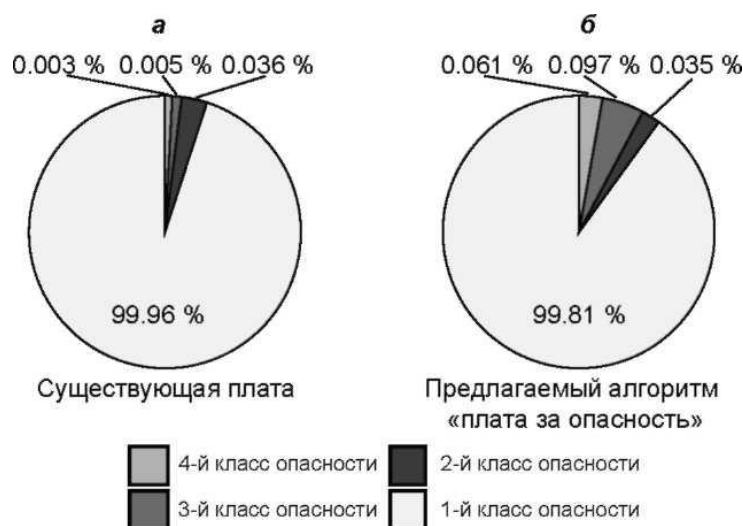 а б
0.003 % 0.005 % 0.036 % 0.061 % 0.097 % 0.035 %
99.96 % 99.81 %
Существующая плата Предлагаемый алгоритм
«плата за опасность»
4-й класс опасности 2-й класс опасности
3-й класс опасности 1-й класс опасности